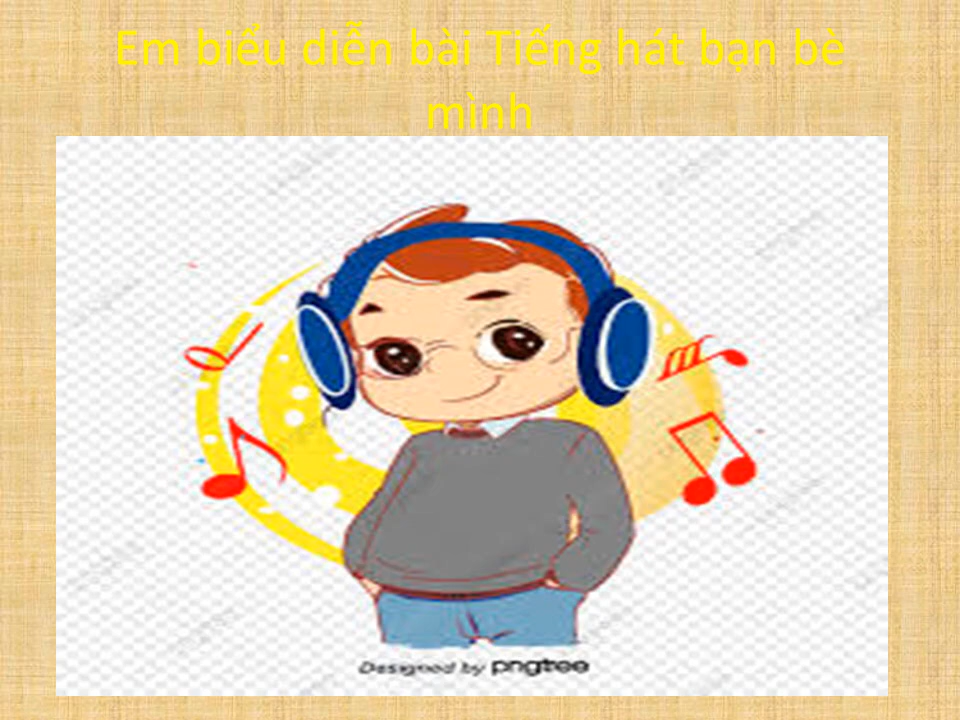 Em biểu diễn bài Tiếng hát bạn bè
mình
Designed by pngtree